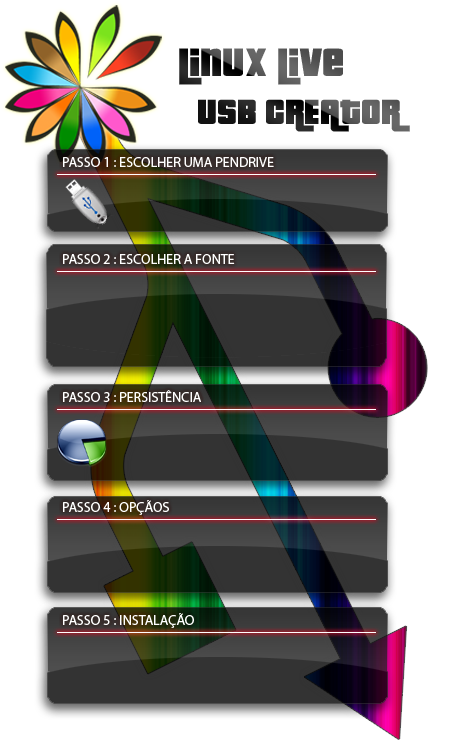 Linux Live
USB CREATOR
PASSO 1 : ESCOLHER UMA PENDRIVE
PASSO 2 : ESCOLHER A FONTE
PASSO 3 : PERSISTÊNCIA
PASSO 4 : OPÇÃOS
PASSO 5 : INSTALAÇÃO